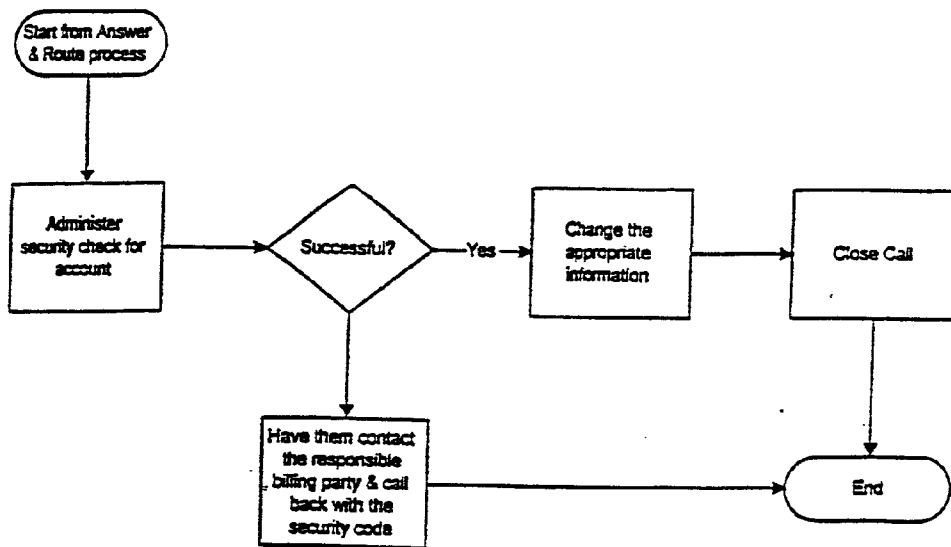 Start from Answer
& Route process
Administer
security check for
account
Successful?
Yes
Change the
appropriate
information
Close Call
Have them contact
the responsible
billing party & call
back with the
security code
End